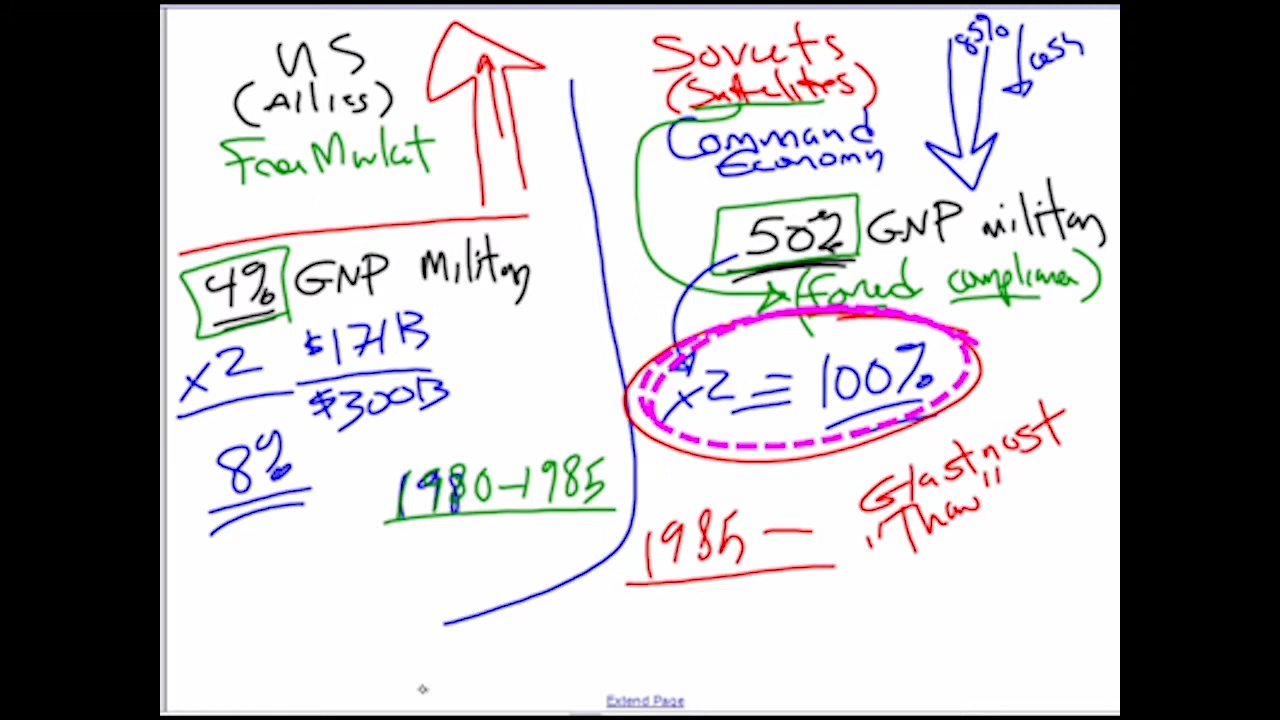 US
(Allies)
Free Market
4% GNP Military
x2 $171B
$300B
8%
1980-1985
Soviets
(Satellites)
Command
Economy
85% cash
50% GNP military
(Forced compliance)
x2 = 100%
1985 —
Glastnost
"Thaw"
Extend Page